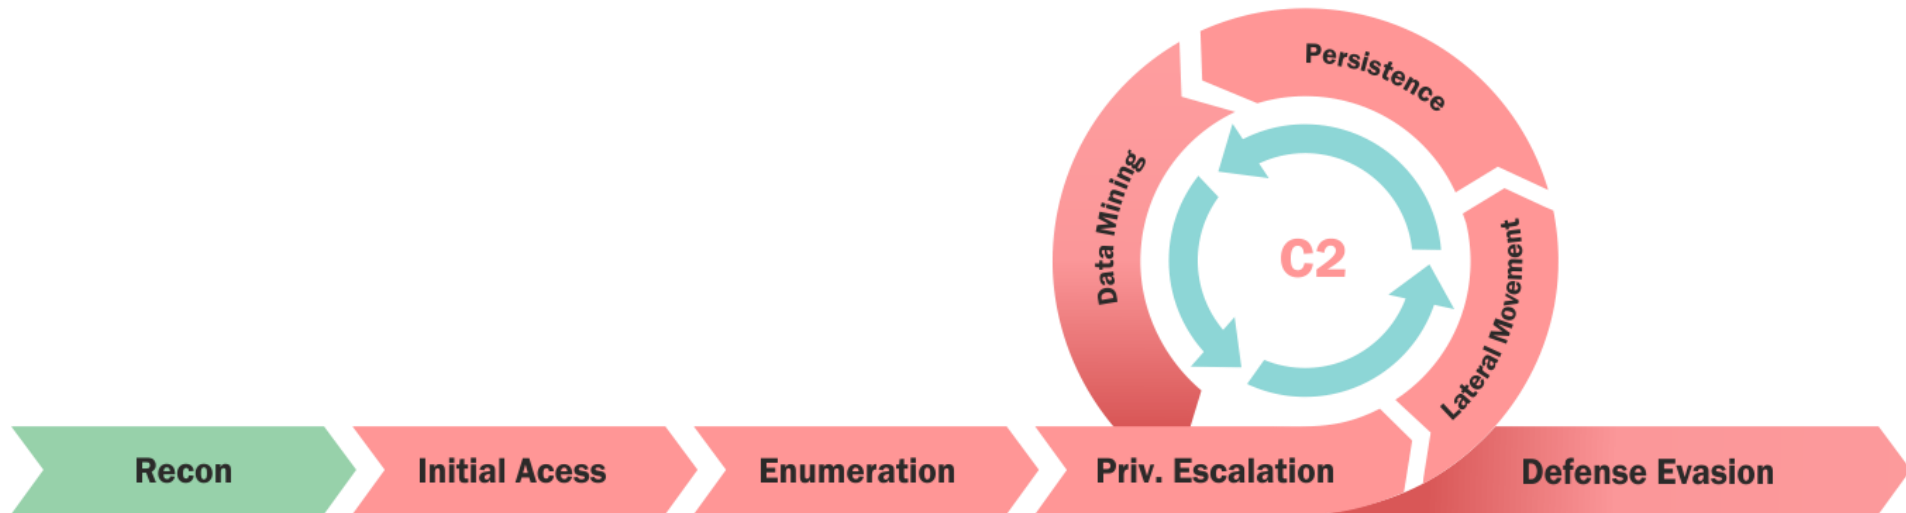 Recon
Initial Acess
Enumeration
Priv. Escalation
Lateral Movement
Persistence
Data Mining
C2
Defense Evasion